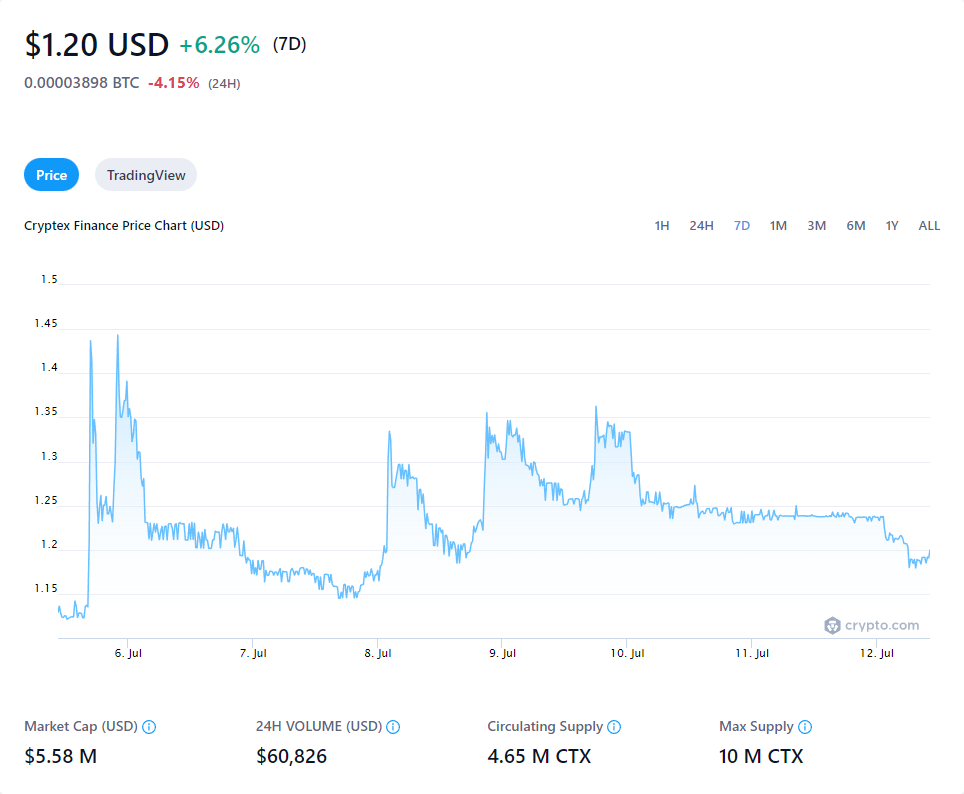 $1.20 USD +6.26% (7D)
0.00003898 BTC -4.15% (24H)
Price TradingView
Cryptex Finance Price Chart (USD) 1H 24H 7D 1M 3M 6M 1Y ALL
1.5
1.45
1.4
1.35
1.3
1.25
1.2
1.15
crypto.com
6. Jul 7. Jul 8. Jul 9. Jul 10. Jul 11. Jul 12. Jul
Market Cap (USD) 24H VOLUME (USD) Circulating Supply Max Supply
$5.58 M $60,826 4.65 M CTX 10 M CTX